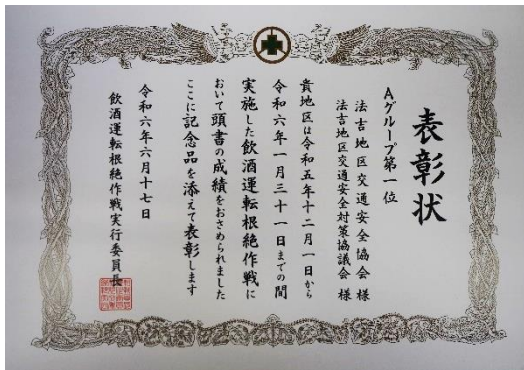 表彰状
Aグループ第一位
法吉地区交通安全協会 様
法吉地区交通安全対策協議会 様
貴地区は令和五年十二月一日から
令和六年一月三十一日までの間
実施した飲酒運転根絶作戦に
おいて頭書の成績をおさめられました
ここに記念品を添えて表彰します
令和六年六月十七日
飲酒運転根絶作戦実行委員長